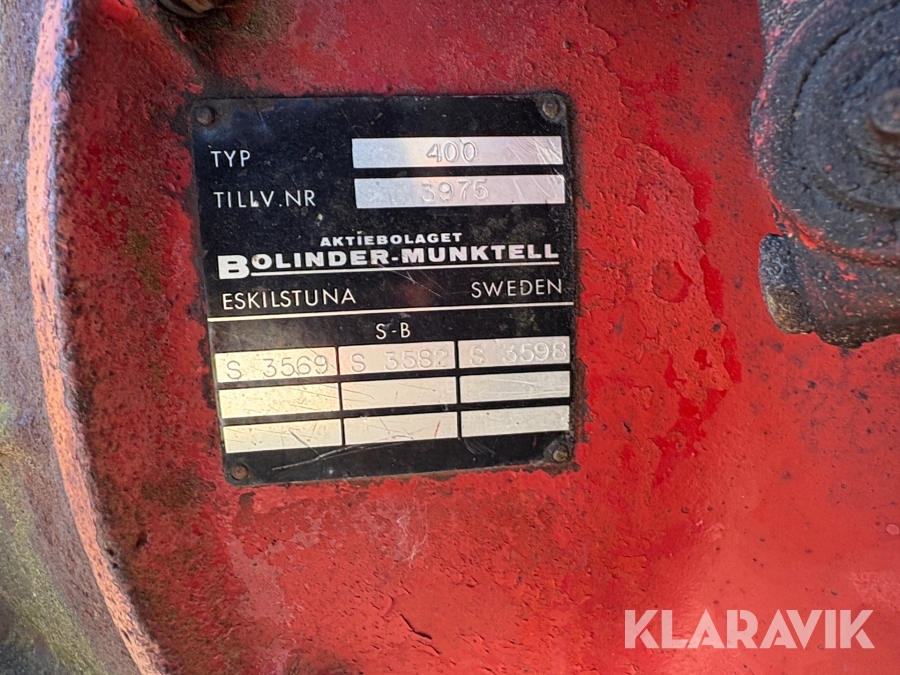 TYP 400
TILLV.NR 3975
AKTIEBOLAGET
BOLINDER-MUNKTELL
ESKILSTUNA SWEDEN
S-B
S 3569 S 3582 S 3598
KLARAVIK